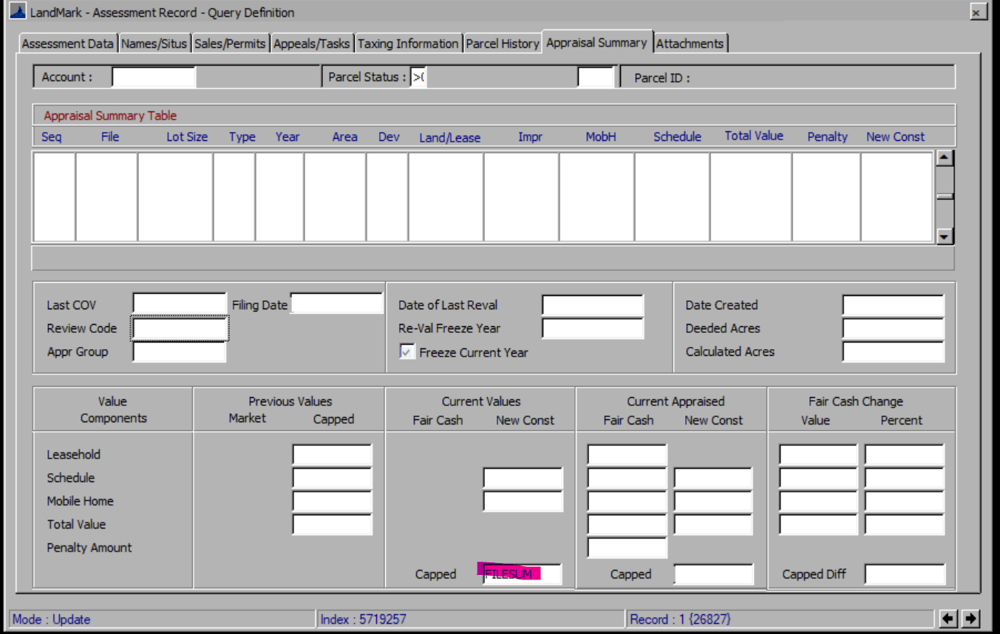 LandMark - Assessment Record - Query Definition
Assessment Data Names/Situs Sales/Permits Appeals/Tasks Taxing Information Parcel History Appraisal Summary Attachments
Account : Parcel Status : >( Parcel ID :
Appraisal Summary Table
Seq File Lot Size Type Year Area Dev Land/Lease Impr MobH Schedule Total Value Penalty New Const
Last COV Filing Date Date of Last Reval Date Created
Review Code Re-Val Freeze Year Deeded Acres
Appr Group Freeze Current Year Calculated Acres
Value Previous Values Current Values Current Appraised Fair Cash Change
Components Market Capped Fair Cash New Const Fair Cash New Const Value Percent
Leasehold
Schedule
Mobile Home
Total Value
Penalty Amount
Capped FILESUM Capped Capped Diff
Mode : Update Index : 5719257 Record : 1 {26827}